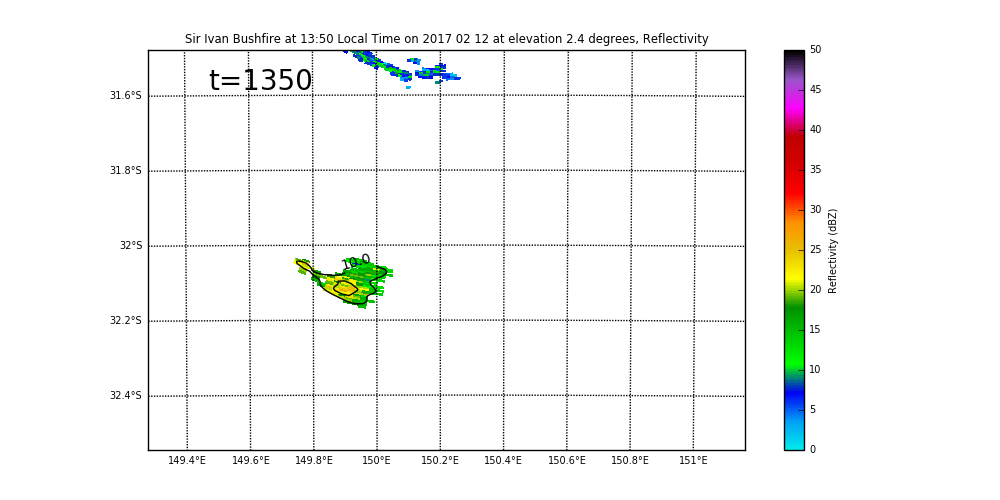 Sir Ivan Bushfire at 13:50 Local Time on 2017 02 12 at elevation 2.4 degrees, Reflectivity
t=1350
31.6°S
31.8°S
32°S
32.2°S
32.4°S
10.0
149.4°E 149.6°E 149.8°E 150°E 150.2°E 150.4°E 150.6°E 150.8°E 151°E
50
45
40
35
30
25
20
15
10
5
0
Reflectivity (dBZ)